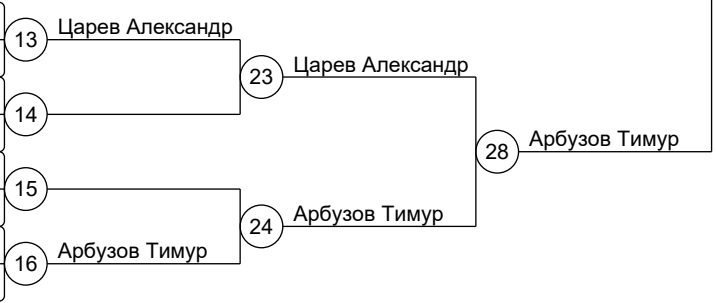 13 Царев Александр
23 Царев Александр
14
28 Арбузов Тимур
15
24 Арбузов Тимур
16 Арбузов Тимур